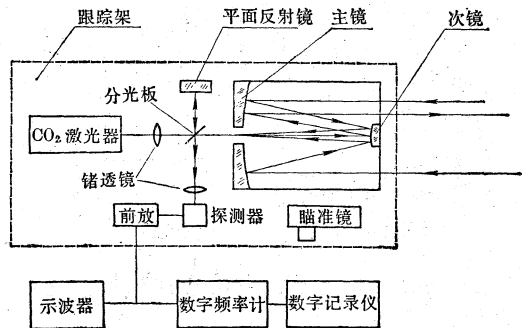 跟踪架
平面反射镜
主镜
次镜
分光板
CO₂激光器
锗透镜
前放
探测器
瞄准镜
示波器
数字频率计
数字记录仪